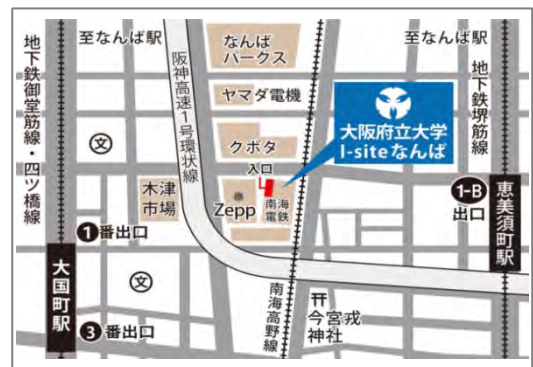 至なんば駅
なんば
パークス
至なんば駅
地下鉄御堂筋線・四ツ橋線
阪神高速1号環状線
ヤマダ電機
大阪府立大学
I-siteなんば
地下鉄堺筋線
クボタ
入口
文
木津
市場
Zepp
南海
電鉄
1-B
出口
恵美須町駅
1番出口
大国町駅
文
3番出口
南海高野線
今宮戎
神社